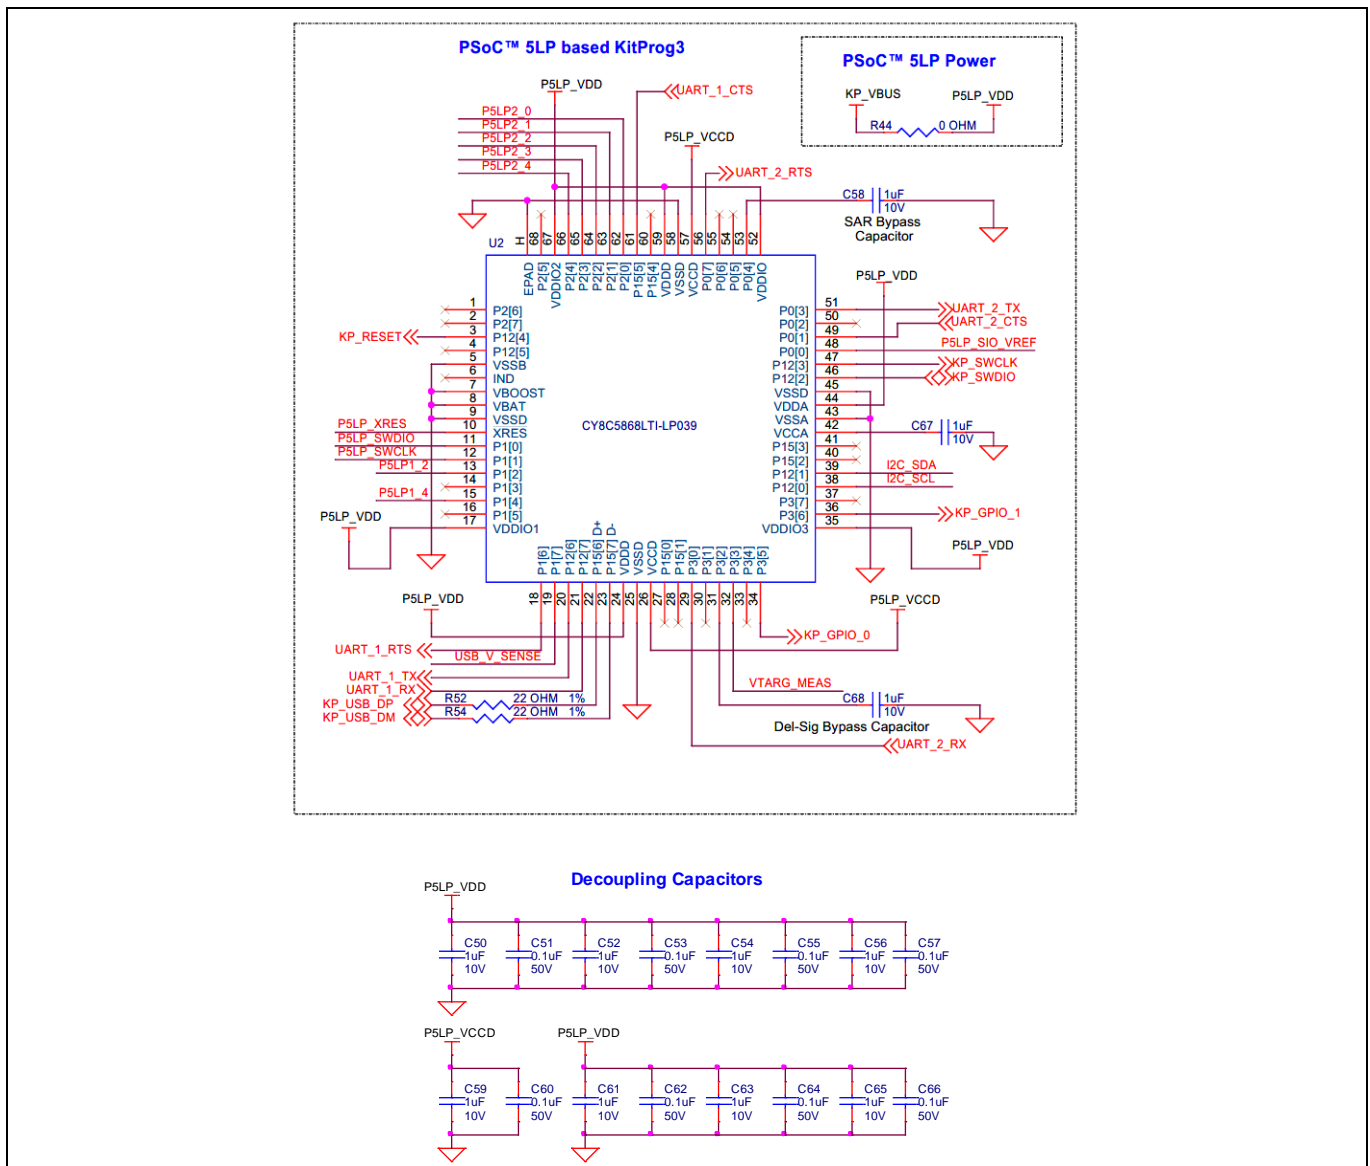 PSoC™ 5LP based KitProg3
PSoC™ 5LP Power
KP_VBUS
P5LP_VDD
R44
0 OHM
P5LP_VDD
UART_1_CTS
P5LP2_0
P5LP2_1
P5LP2_2
P5LP2_3
P5LP2_4
P5LP_VCCD
UART_2_RTS
C58
1uF
10V
SAR Bypass
Capacitor
U2
H 68 67 66 65 64 63 62 61 60 59 58 57 56 55 54 53 52
EPAD P2[5] VDDIO2 P2[4] P2[3] P2[2] P2[1] P2[0] P15[5] P15[4] VDDD VSSD VCCD P0[7] P0[6] P0[5] P0[4] VDDIO
P5LP_VDD
1 P2[6]
2 P2[7]
KP_RESET 3 P12[4]
4 P12[5]
5 VSSB
6 IND
7 VBOOST
8 VBAT
9 VSSD
P5LP_XRES 10 XRES
P5LP_SWDIO 11 P1[0]
P5LP_SWCLK 12 P1[1]
P5LP1_2 13 P1[2]
14 P1[3]
P5LP1_4 15 P1[4]
16 P1[5]
P5LP_VDD 17 VDDIO1
CY8C5868LTI-LP039
P0[3] 51 UART_2_TX
P0[2] 50
P0[1] 49 UART_2_CTS
P0[0] 48 P5LP_SIO_VREF
P12[3] 47 KP_SWCLK
P12[2] 46 KP_SWDIO
VSSD 45
VDDA 44
VSSA 43
VCCA 42 C67 1uF
10V
P15[3] 41
P15[2] 40
P12[1] 39 I2C_SDA
P12[0] 38 I2C_SCL
P3[7] 37
P3[6] 36 KP_GPIO_1
VDDIO3 35
P5LP_VDD
P1[6] P1[7] P12[6] P12[7] P15[6] D+ P15[7] D- VDDD VSSD VCCD P15[0] P15[1] P3[0] P3[1] P3[2] P3[3] P3[4] P3[5]
18 19 20 21 22 23 24 25 26 27 28 29 30 31 32 33 34
P5LP_VDD
P5LP_VCCD
KP_GPIO_0
UART_1_RTS
USB_V_SENSE
UART_1_TX
UART_1_RX
VTARG_MEAS
KP_USB_DP
R52
22 OHM 1%
KP_USB_DM
R54
22 OHM 1%
C68
1uF
10V
Del-Sig Bypass Capacitor
UART_2_RX
Decoupling Capacitors
P5LP_VDD
C50 C51 C52 C53 C54 C55 C56 C57
1uF 0.1uF 1uF 0.1uF 1uF 0.1uF 1uF 0.1uF
10V 50V 10V 50V 10V 50V 10V 50V
P5LP_VCCD
P5LP_VDD
C59 C60 C61 C62 C63 C64 C65 C66
1uF 0.1uF 1uF 0.1uF 1uF 0.1uF 1uF 0.1uF
10V 50V 10V 50V 10V 50V 10V 50V